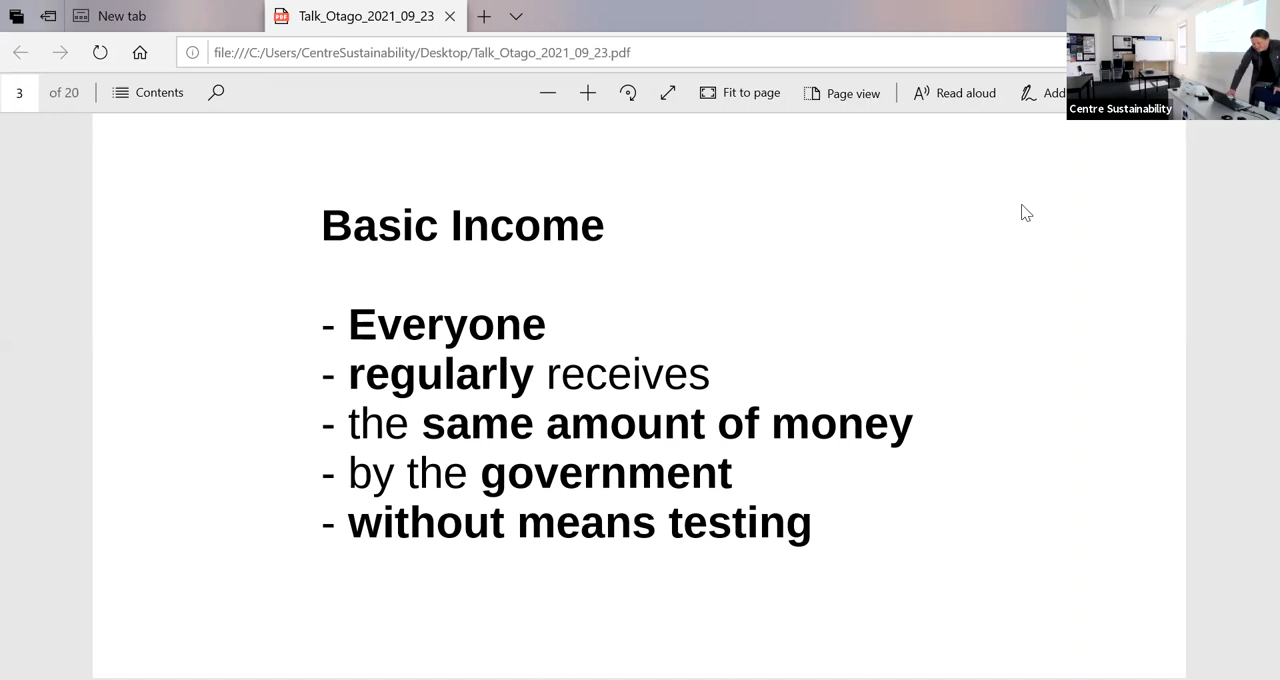 New tab
Talk_Otago_2021_09_23
file:///C:/Users/CentreSustainability/Desktop/Talk_Otago_2021_09_23.pdf
3 of 20 Contents Fit to page Page view Read aloud Add
Centre Sustainability
Basic Income
- Everyone
- regularly receives
- the same amount of money
- by the government
- without means testing